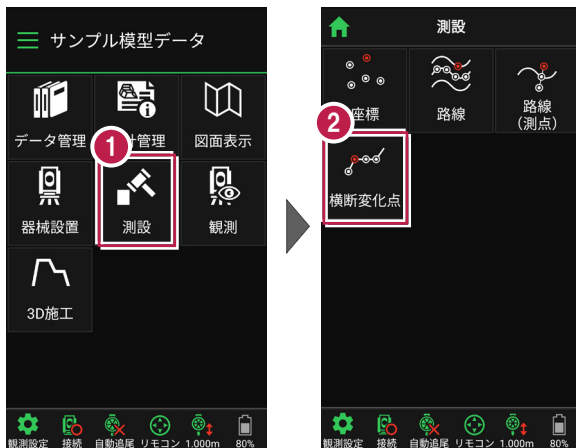 サンプル模型データ
データ管理
計管理
図面表示
1
器械設置
測設
観測
3D施工
観測設定 接続 自動追尾 リモコン 1.000m 80%
測設
座標
路線
路線
(測点)
2
横断変化点
観測設定 接続 自動追尾 リモコン 1.000m 80%